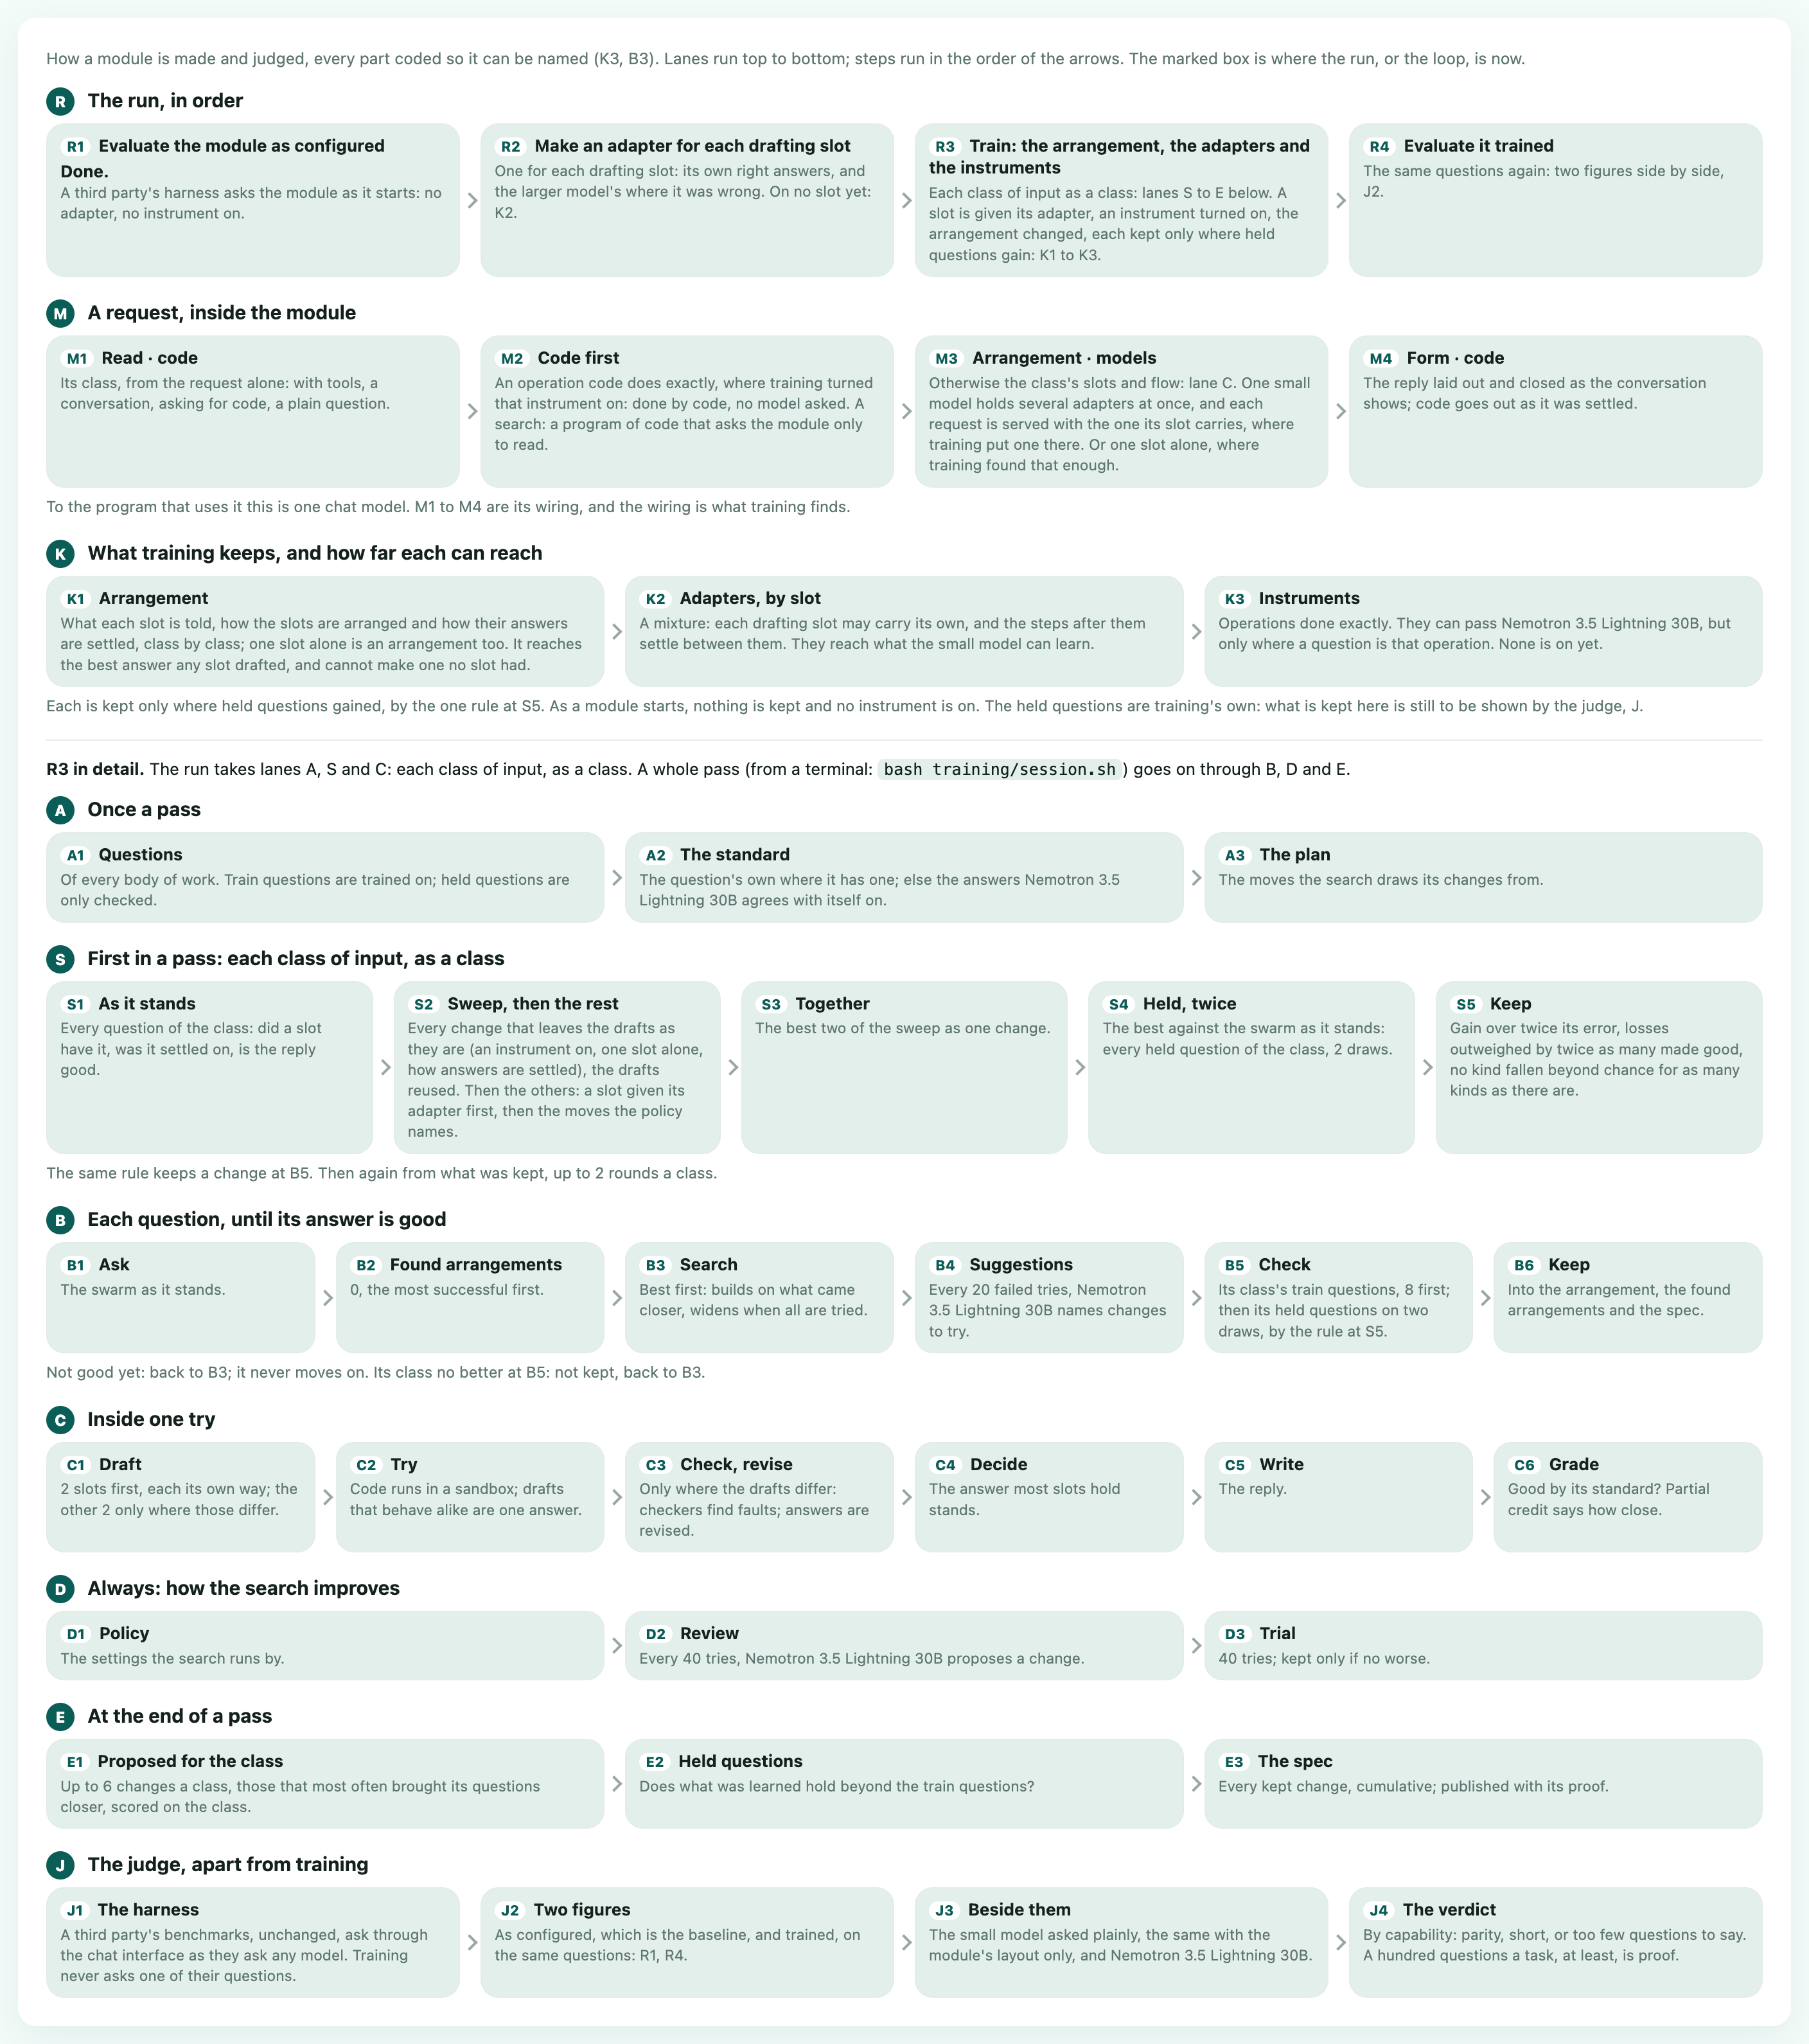 How a module is made and judged, every part coded so it can be named (K3, B3). Lanes run top to bottom; steps run in the order of the arrows. The marked box is where the run, or the loop, is now.
R The run, in order
R1 Evaluate the module as configured
Done.
A third party's harness asks the module as it starts: no
adapter, no instrument on.
R2 Make an adapter for each drafting slot
One for each drafting slot: its own right answers, and
the larger model's where it was wrong. On no slot yet:
K2.
R3 Train: the arrangement, the adapters and
the instruments
Each class of input as a class: lanes S to E below. A
slot is given its adapter, an instrument turned on, the
arrangement changed, each kept only where held
questions gain: K1 to K3.
R4 Evaluate it trained
The same questions again: two figures side by side,
J2.
M A request, inside the module
M1 Read · code
Its class, from the request alone: with tools, a
conversation, asking for code, a plain question.
M2 Code first
An operation code does exactly, where training turned
that instrument on: done by code, no model asked. A
search: a program of code that asks the module only
to read.
M3 Arrangement · models
Otherwise the class's slots and flow: lane C. One small
model holds several adapters at once, and each
request is served with the one its slot carries, where
training put one there. Or one slot alone, where
training found that enough.
M4 Form · code
The reply laid out and closed as the conversation
shows; code goes out as it was settled.
To the program that uses it this is one chat model. M1 to M4 are its wiring, and the wiring is what training finds.
K What training keeps, and how far each can reach
K1 Arrangement
What each slot is told, how the slots are arranged and how their answers
are settled, class by class; one slot alone is an arrangement too. It reaches
the best answer any slot drafted, and cannot make one no slot had.
K2 Adapters, by slot
A mixture: each drafting slot may carry its own, and the steps after them
settle between them. They reach what the small model can learn.
K3 Instruments
Operations done exactly. They can pass Nemotron 3.5 Lightning 30B, but
only where a question is that operation. None is on yet.
Each is kept only where held questions gained, by the one rule at S5. As a module starts, nothing is kept and no instrument is on. The held questions are training's own: what is kept here is still to be shown by the judge, J.
R3 in detail. The run takes lanes A, S and C: each class of input, as a class. A whole pass (from a terminal: bash training/session.sh) goes on through B, D and E.
A Once a pass
A1 Questions
Of every body of work. Train questions are trained on; held questions are
only checked.
A2 The standard
The question's own where it has one; else the answers Nemotron 3.5
Lightning 30B agrees with itself on.
A3 The plan
The moves the search draws its changes from.
S First in a pass: each class of input, as a class
S1 As it stands
Every question of the class: did a slot
have it, was it settled on, is the reply
good.
S2 Sweep, then the rest
Every change that leaves the drafts as
they are (an instrument on, one slot alone,
how answers are settled), the drafts
reused. Then the others: a slot given its
adapter first, then the moves the policy
names.
S3 Together
The best two of the sweep as one change.
S4 Held, twice
The best against the swarm as it stands:
every held question of the class, 2 draws.
S5 Keep
Gain over twice its error, losses
outweighed by twice as many made good,
no kind fallen beyond chance for as many
kinds as there are.
The same rule keeps a change at B5. Then again from what was kept, up to 2 rounds a class.
B Each question, until its answer is good
B1 Ask
The swarm as it stands.
B2 Found arrangements
0, the most successful first.
B3 Search
Best first: builds on what came
closer, widens when all are tried.
B4 Suggestions
Every 20 failed tries, Nemotron
3.5 Lightning 30B names changes
to try.
B5 Check
Its class's train questions, 8 first;
then its held questions on two
draws, by the rule at S5.
B6 Keep
Into the arrangement, the found
arrangements and the spec.
Not good yet: back to B3; it never moves on. Its class no better at B5: not kept, back to B3.
C Inside one try
C1 Draft
2 slots first, each its own way; the
other 2 only where those differ.
C2 Try
Code runs in a sandbox; drafts
that behave alike are one answer.
C3 Check, revise
Only where the drafts differ:
checkers find faults; answers are
revised.
C4 Decide
The answer most slots hold
stands.
C5 Write
The reply.
C6 Grade
Good by its standard? Partial
credit says how close.
D Always: how the search improves
D1 Policy
The settings the search runs by.
D2 Review
Every 40 tries, Nemotron 3.5 Lightning 30B proposes a change.
D3 Trial
40 tries; kept only if no worse.
E At the end of a pass
E1 Proposed for the class
Up to 6 changes a class, those that most often brought its questions
closer, scored on the class.
E2 Held questions
Does what was learned hold beyond the train questions?
E3 The spec
Every kept change, cumulative; published with its proof.
J The judge, apart from training
J1 The harness
A third party's benchmarks, unchanged, ask through
the chat interface as they ask any model. Training
never asks one of their questions.
J2 Two figures
As configured, which is the baseline, and trained, on
the same questions: R1, R4.
J3 Beside them
The small model asked plainly, the same with the
module's layout only, and Nemotron 3.5 Lightning 30B.
J4 The verdict
By capability: parity, short, or too few questions to say.
A hundred questions a task, at least, is proof.